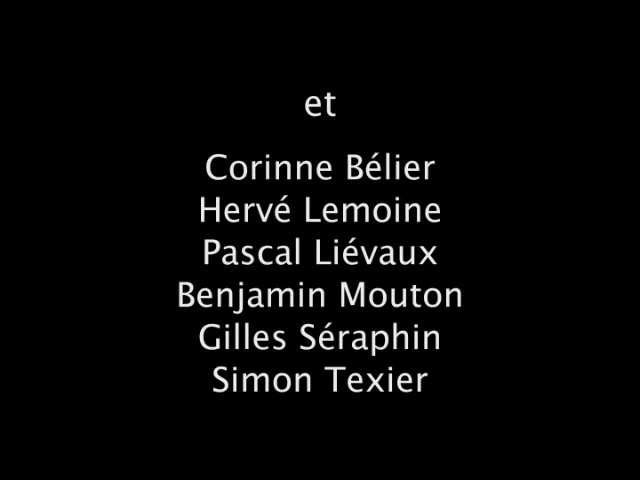 et
Corinne Bélier
Hervé Lemoine
Pascal Liévaux
Benjamin Mouton
Gilles Séraphin
Simon Texier